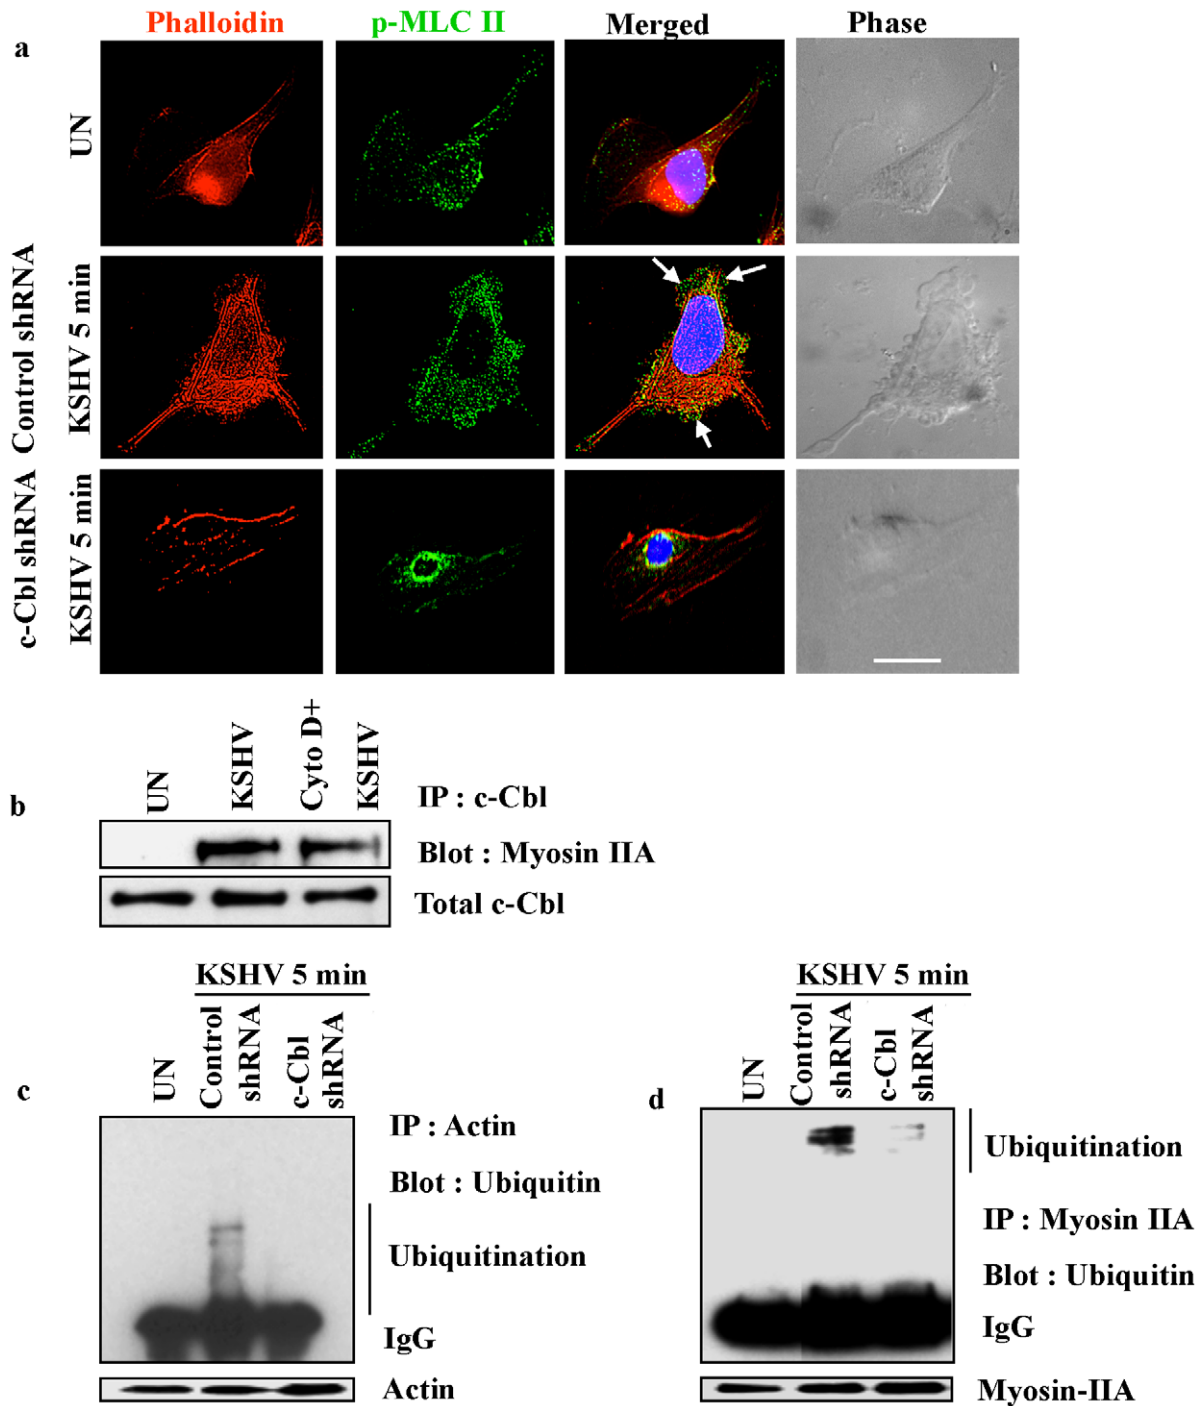 a
Phalloidin
p-MLC II
Merged
Phase
UN
Control shRNA
KSHV 5 min
c-Cbl shRNA
KSHV 5 min
b
UN
KSHV
Cyto D+
KSHV
IP : c-Cbl
Blot : Myosin IIA
Total c-Cbl
c
KSHV 5 min
UN
Control
shRNA
c-Cbl
shRNA
IP : Actin
Blot : Ubiquitin
Ubiquitination
IgG
Actin
d
KSHV 5 min
UN
Control
shRNA
c-Cbl
shRNA
Ubiquitination
IP : Myosin IIA
Blot : Ubiquitin
IgG
Myosin-IIA